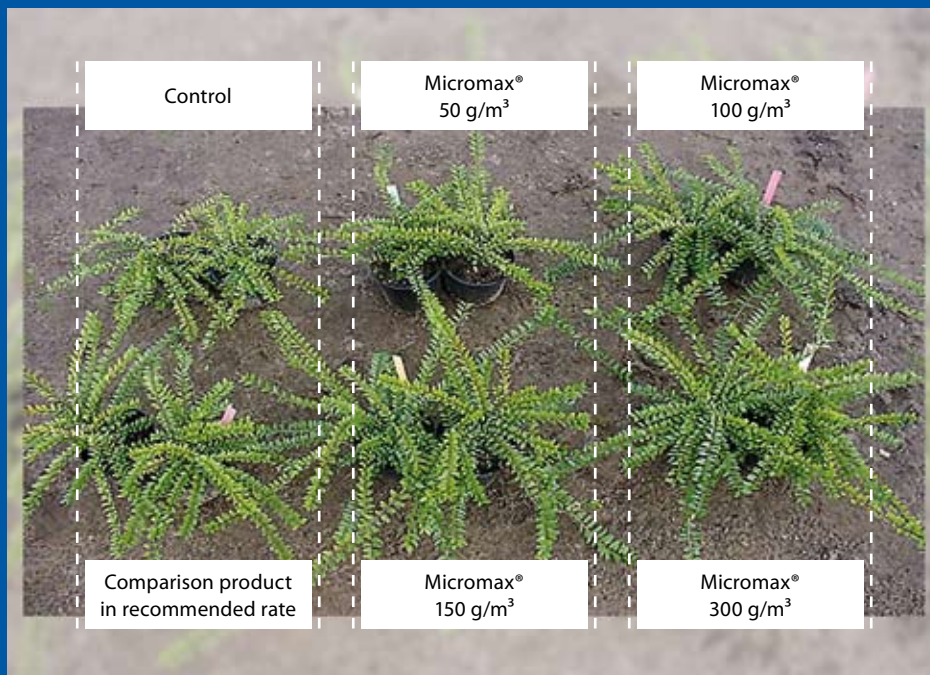 Control
Micromax®
50 g/m³
Micromax®
100 g/m³
Comparison product
in recommended rate
Micromax®
150 g/m³
Micromax®
300 g/m³